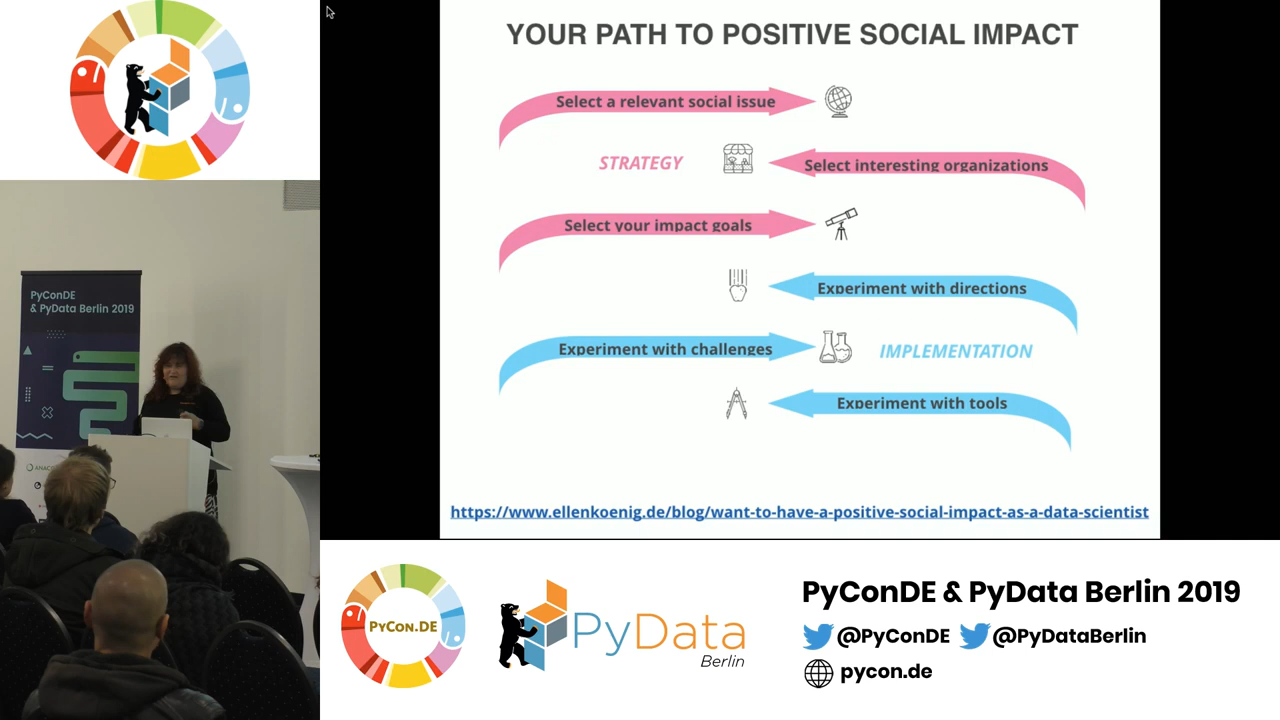 YOUR PATH TO POSITIVE SOCIAL IMPACT
Select a relevant social issue
STRATEGY
Select interesting organizations
Select your impact goals
Experiment with directions
Experiment with challenges
IMPLEMENTATION
Experiment with tools
https://www.ellenkoenig.de/blog/want-to-have-a-positive-social-impact-as-a-data-scientist
PyConDE
& PyData Berlin 2019
PYCON.DE
PyData
Berlin
PyConDE & PyData Berlin 2019
@PyConDE @PyDataBerlin
pycon.de